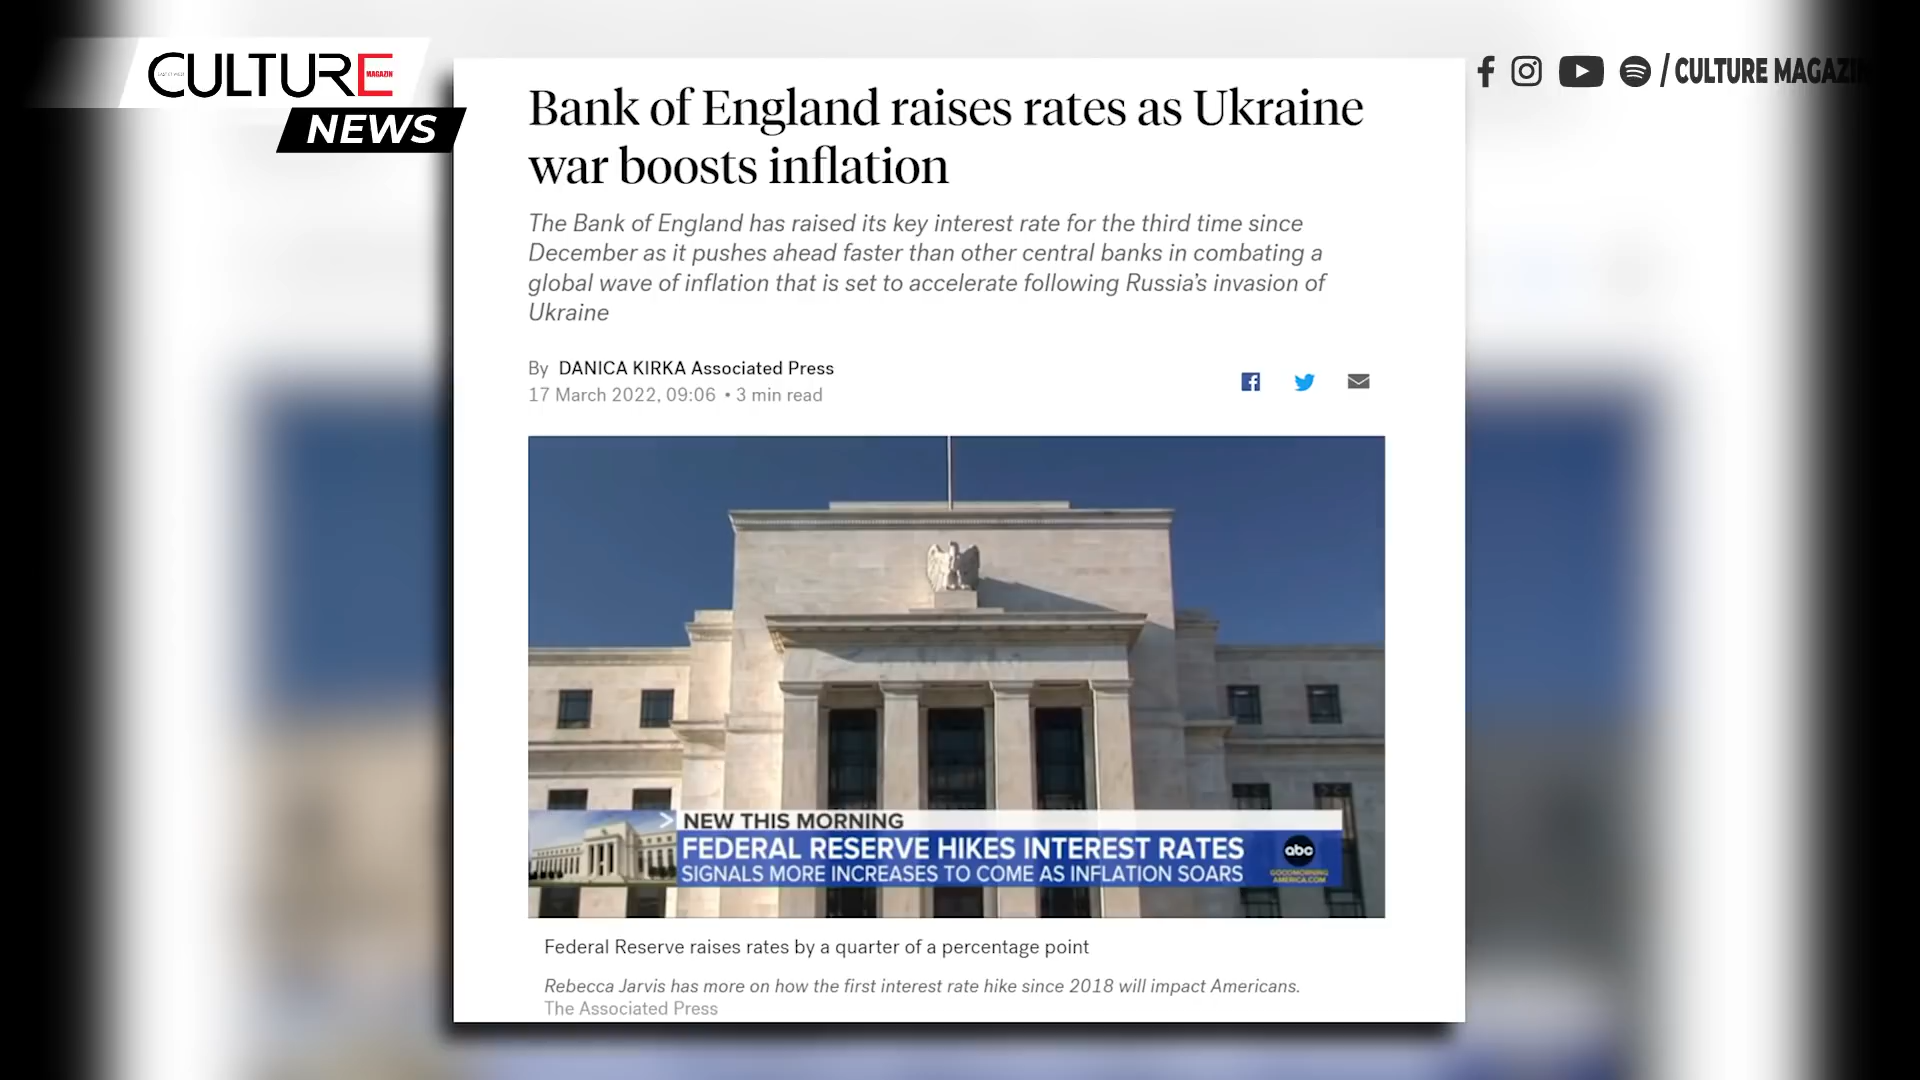 CULTURE
MAGAZIN
NEWS
/ CULTURE MAGAZIN
Bank of England raises rates as Ukraine
war boosts inflation
The Bank of England has raised its key interest rate for the third time since
December as it pushes ahead faster than other central banks in combating a
global wave of inflation that is set to accelerate following Russia's invasion of
Ukraine
By DANICA KIRKA Associated Press
17 March 2022, 09:06 • 3 min read
NEW THIS MORNING
FEDERAL RESERVE HIKES INTEREST RATES
SIGNALS MORE INCREASES TO COME AS INFLATION SOARS
abc
GOODMORNING
AMERICA.COM
Federal Reserve raises rates by a quarter of a percentage point
Rebecca Jarvis has more on how the first interest rate hike since 2018 will impact Americans.
The Associated Press